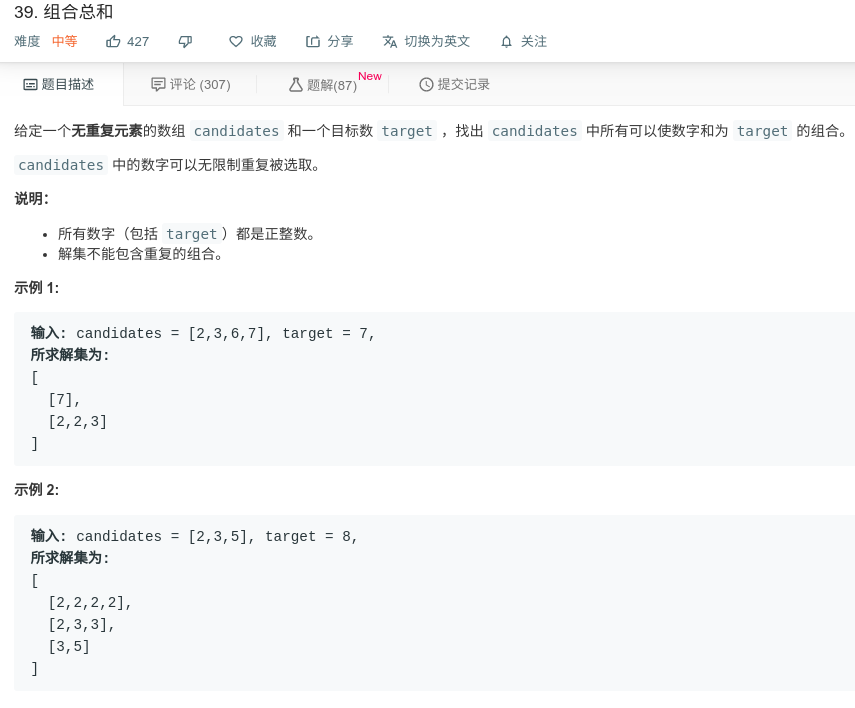 39. 组合总和
难度 中等 427 收藏 分享 切换为英文 关注
题目描述 评论 (307) 题解(87) New 提交记录
给定一个无重复元素的数组 candidates 和一个目标数 target ，找出 candidates 中所有可以使数字和为 target 的组合。
candidates 中的数字可以无限制重复被选取。
说明：
• 所有数字（包括 target）都是正整数。
• 解集不能包含重复的组合。
示例 1:
输入: candidates = [2,3,6,7], target = 7,
所求解集为:
[
[7],
[2,2,3]
]
示例 2:
输入: candidates = [2,3,5], target = 8,
所求解集为:
[
[2,2,2,2],
[2,3,3],
[3,5]
]